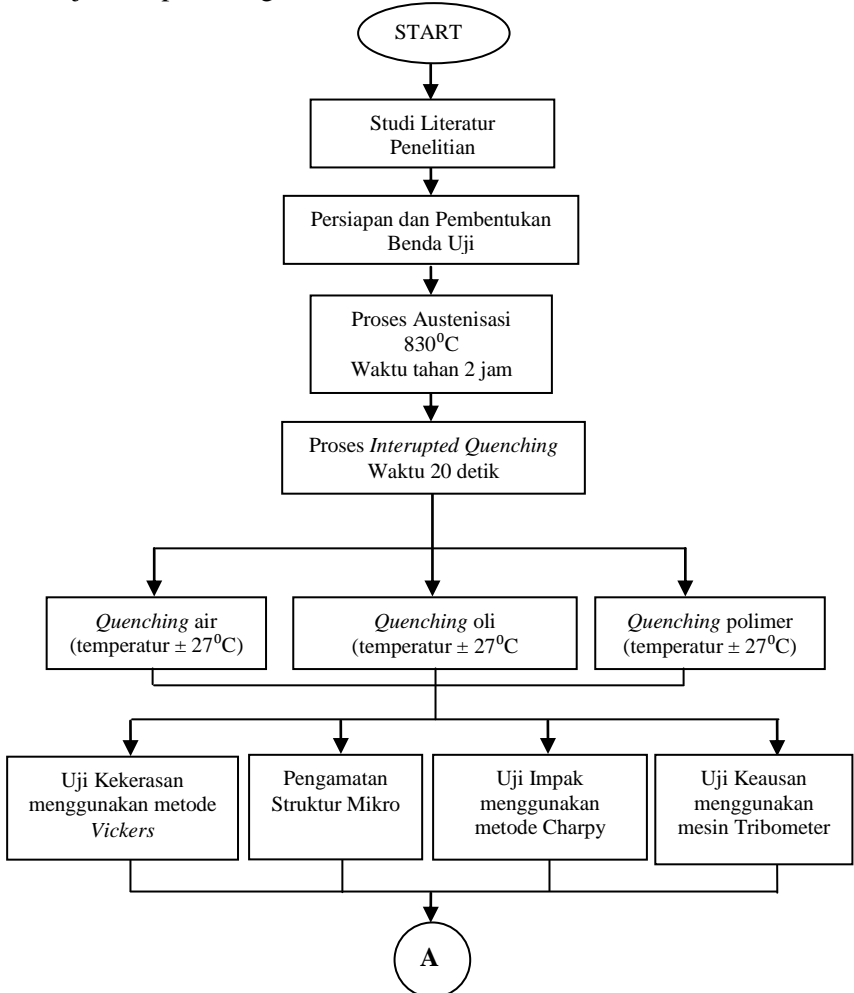 START
Studi Literatur
Penelitian
Persiapan dan Pembentukan
Benda Uji
Proses Austenisasi
830⁰C
Waktu tahan 2 jam
Proses Interupted Quenching
Waktu 20 detik
Quenching air
(temperatur ± 27⁰C)
Quenching oli
(temperatur ± 27⁰C
Quenching polimer
(temperatur ± 27⁰C)
Uji Kekerasan
menggunakan metode
Vickers
Pengamatan
Struktur Mikro
Uji Impak
menggunakan
metode Charpy
Uji Keausan
menggunakan
mesin Tribometer
A